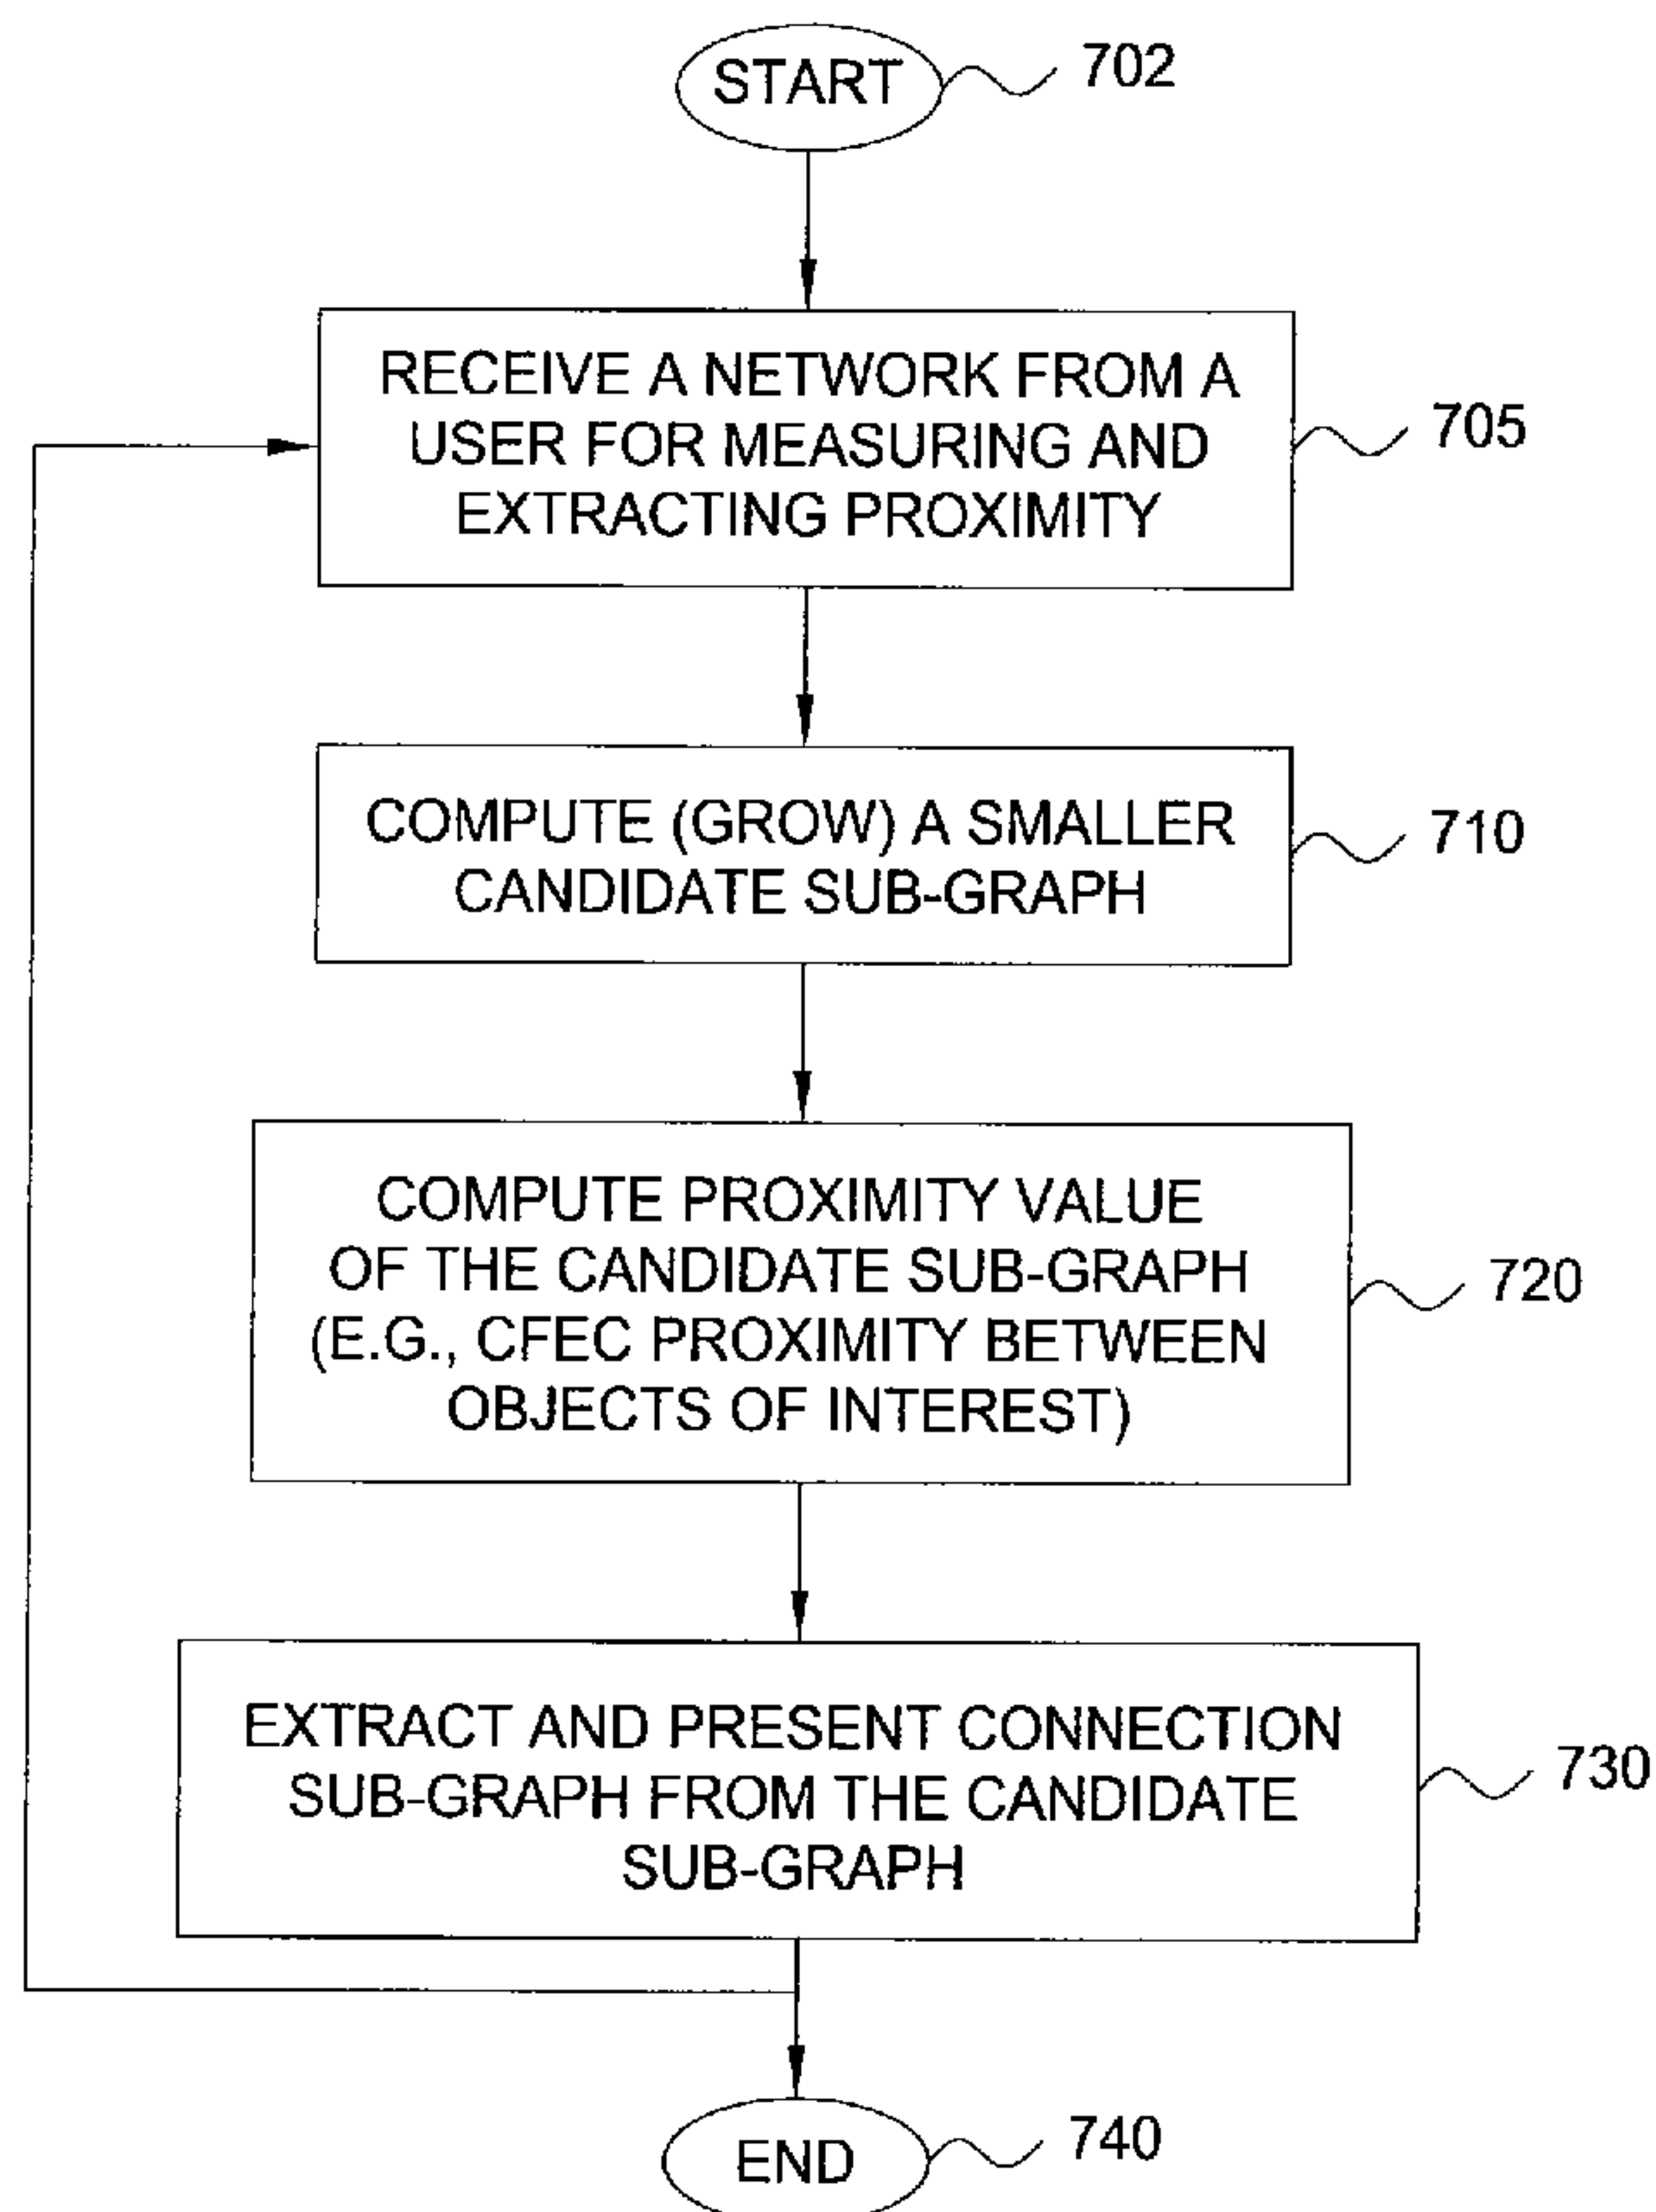 START
702
RECEIVE A NETWORK FROM A
USER FOR MEASURING AND
EXTRACTING PROXIMITY
705
COMPUTE (GROW) A SMALLER
CANDIDATE SUB-GRAPH
710
COMPUTE PROXIMITY VALUE
OF THE CANDIDATE SUB-GRAPH
(E.G., CFEC PROXIMITY BETWEEN
OBJECTS OF INTEREST)
720
EXTRACT AND PRESENT CONNECTION
SUB-GRAPH FROM THE CANDIDATE
SUB-GRAPH
730
END
740